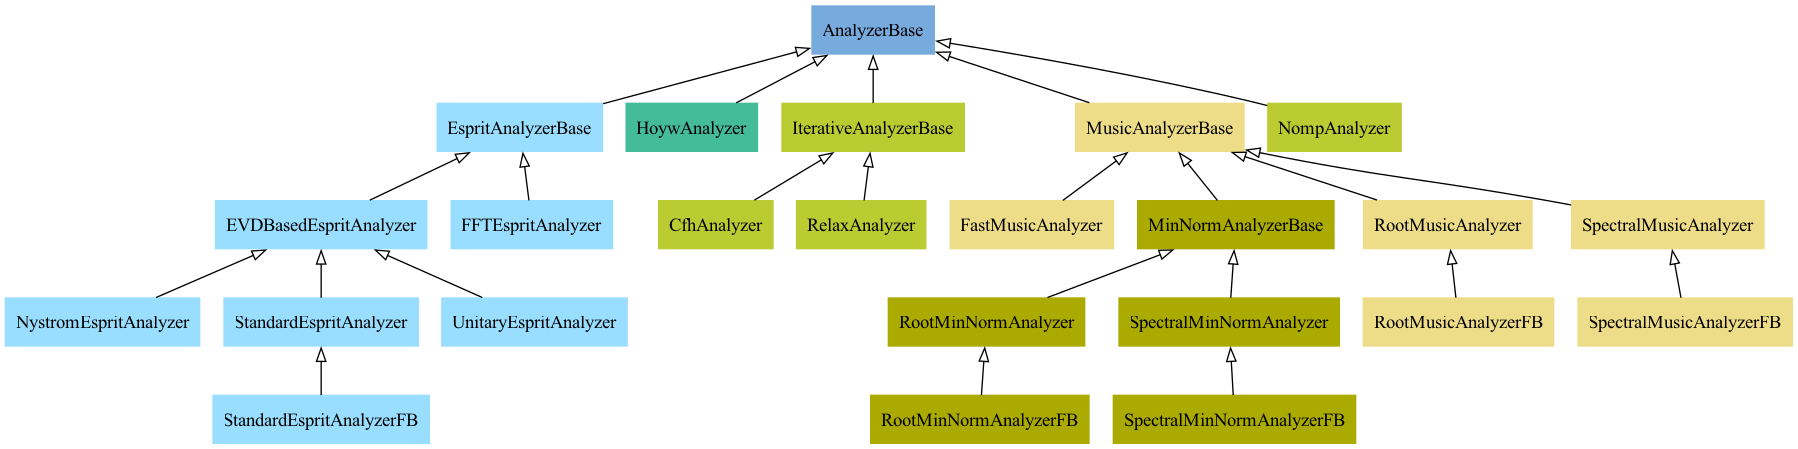 AnalyzerBase
EspritAnalyzerBase
HoywAnalyzer
IterativeAnalyzerBase
MusicAnalyzerBase
NompAnalyzer
EVDBasedEspritAnalyzer
FFTEspritAnalyzer
CfhAnalyzer
RelaxAnalyzer
FastMusicAnalyzer
MinNormAnalyzerBase
RootMusicAnalyzer
SpectralMusicAnalyzer
NystromEspritAnalyzer
StandardEspritAnalyzer
UnitaryEspritAnalyzer
RootMinNormAnalyzer
SpectralMinNormAnalyzer
RootMusicAnalyzerFB
SpectralMusicAnalyzerFB
StandardEspritAnalyzerFB
RootMinNormAnalyzerFB
SpectralMinNormAnalyzerFB